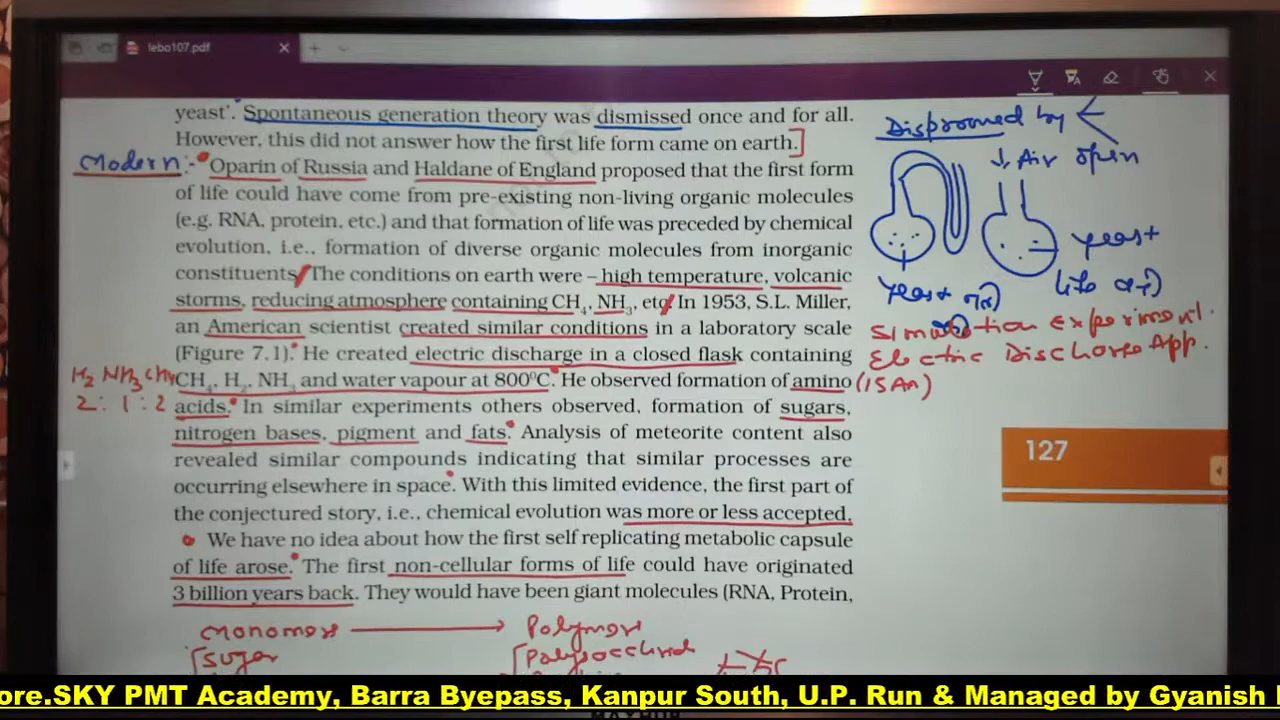 lebo107.pdf
yeast'. Spontaneous generation theory was dismissed once and for all.
However, this did not answer how the first life form came on earth.]
Modern :- Oparin of Russia and Haldane of England proposed that the first form
of life could have come from pre-existing non-living organic molecules
(e.g. RNA, protein, etc.) and that formation of life was preceded by chemical
evolution, i.e., formation of diverse organic molecules from inorganic
constituents. The conditions on earth were – high temperature, volcanic
storms, reducing atmosphere containing CH4, NH3, etc. In 1953, S.L. Miller,
an American scientist created similar conditions in a laboratory scale
(Figure 7.1). He created electric discharge in a closed flask containing
H2 NH3 CH4 CH4, H2, NH3 and water vapour at 800°C. He observed formation of amino (15 An)
2 : 1 : 2 acids. In similar experiments others observed, formation of sugars,
nitrogen bases, pigment and fats. Analysis of meteorite content also
revealed similar compounds indicating that similar processes are
occurring elsewhere in space. With this limited evidence, the first part of
the conjectured story, i.e., chemical evolution was more or less accepted.
We have no idea about how the first self replicating metabolic capsule
of life arose. The first non-cellular forms of life could have originated
3 billion years back. They would have been giant molecules (RNA, Protein,
Monomers → Polymers
Sugar Polysacchride
Disprooved by
Air open
yeast
yeast
life
Simulation Experiment.
Electric Discharge App.
127
ore.SKY PMT Academy, Barra Byepass, Kanpur South, U.P. Run & Managed by Gyanish